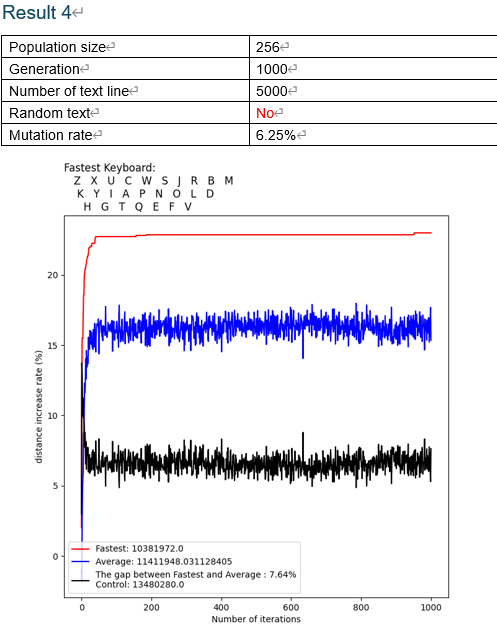 Result 4
Population size 256
Generation 1000
Number of text line 5000
Random text No
Mutation rate 6.25%
Fastest Keyboard:
Z X U C W S J R B M
K Y I A P N O L D
H G T Q E F V
distance increase rate (%)
20
15
10
5
0
Fastest: 10381972.0
Average: 11411948.031128405
The gap between Fastest and Average : 7.64%
Control: 13480280.0
0 200 400 600 800 1000
Number of iterations